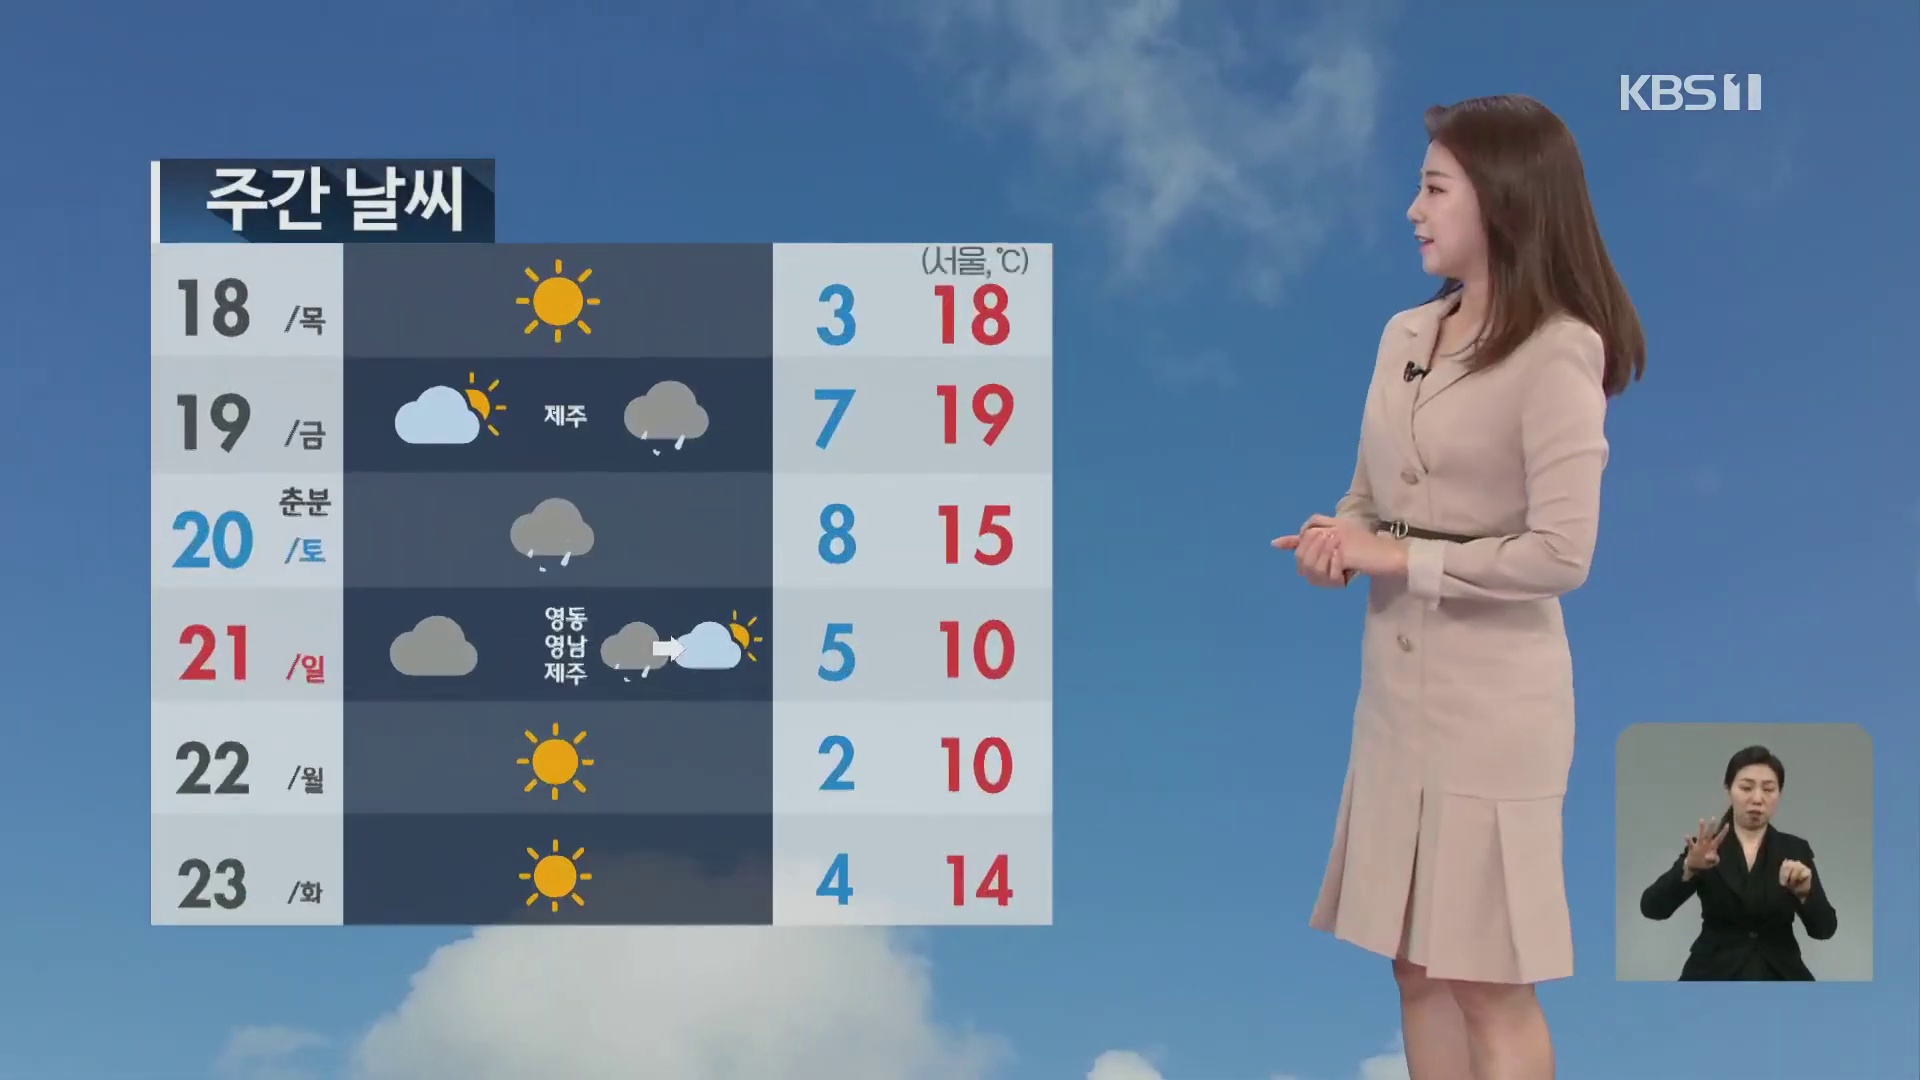 KBS 1
주간 날씨
(서울,℃)
18 /목 3 18
19 /금 제주 7 19
춘분
20 /토 8 15
영동
영남
제주
21 /일 5 10
22 /월 2 10
23 /화 4 14